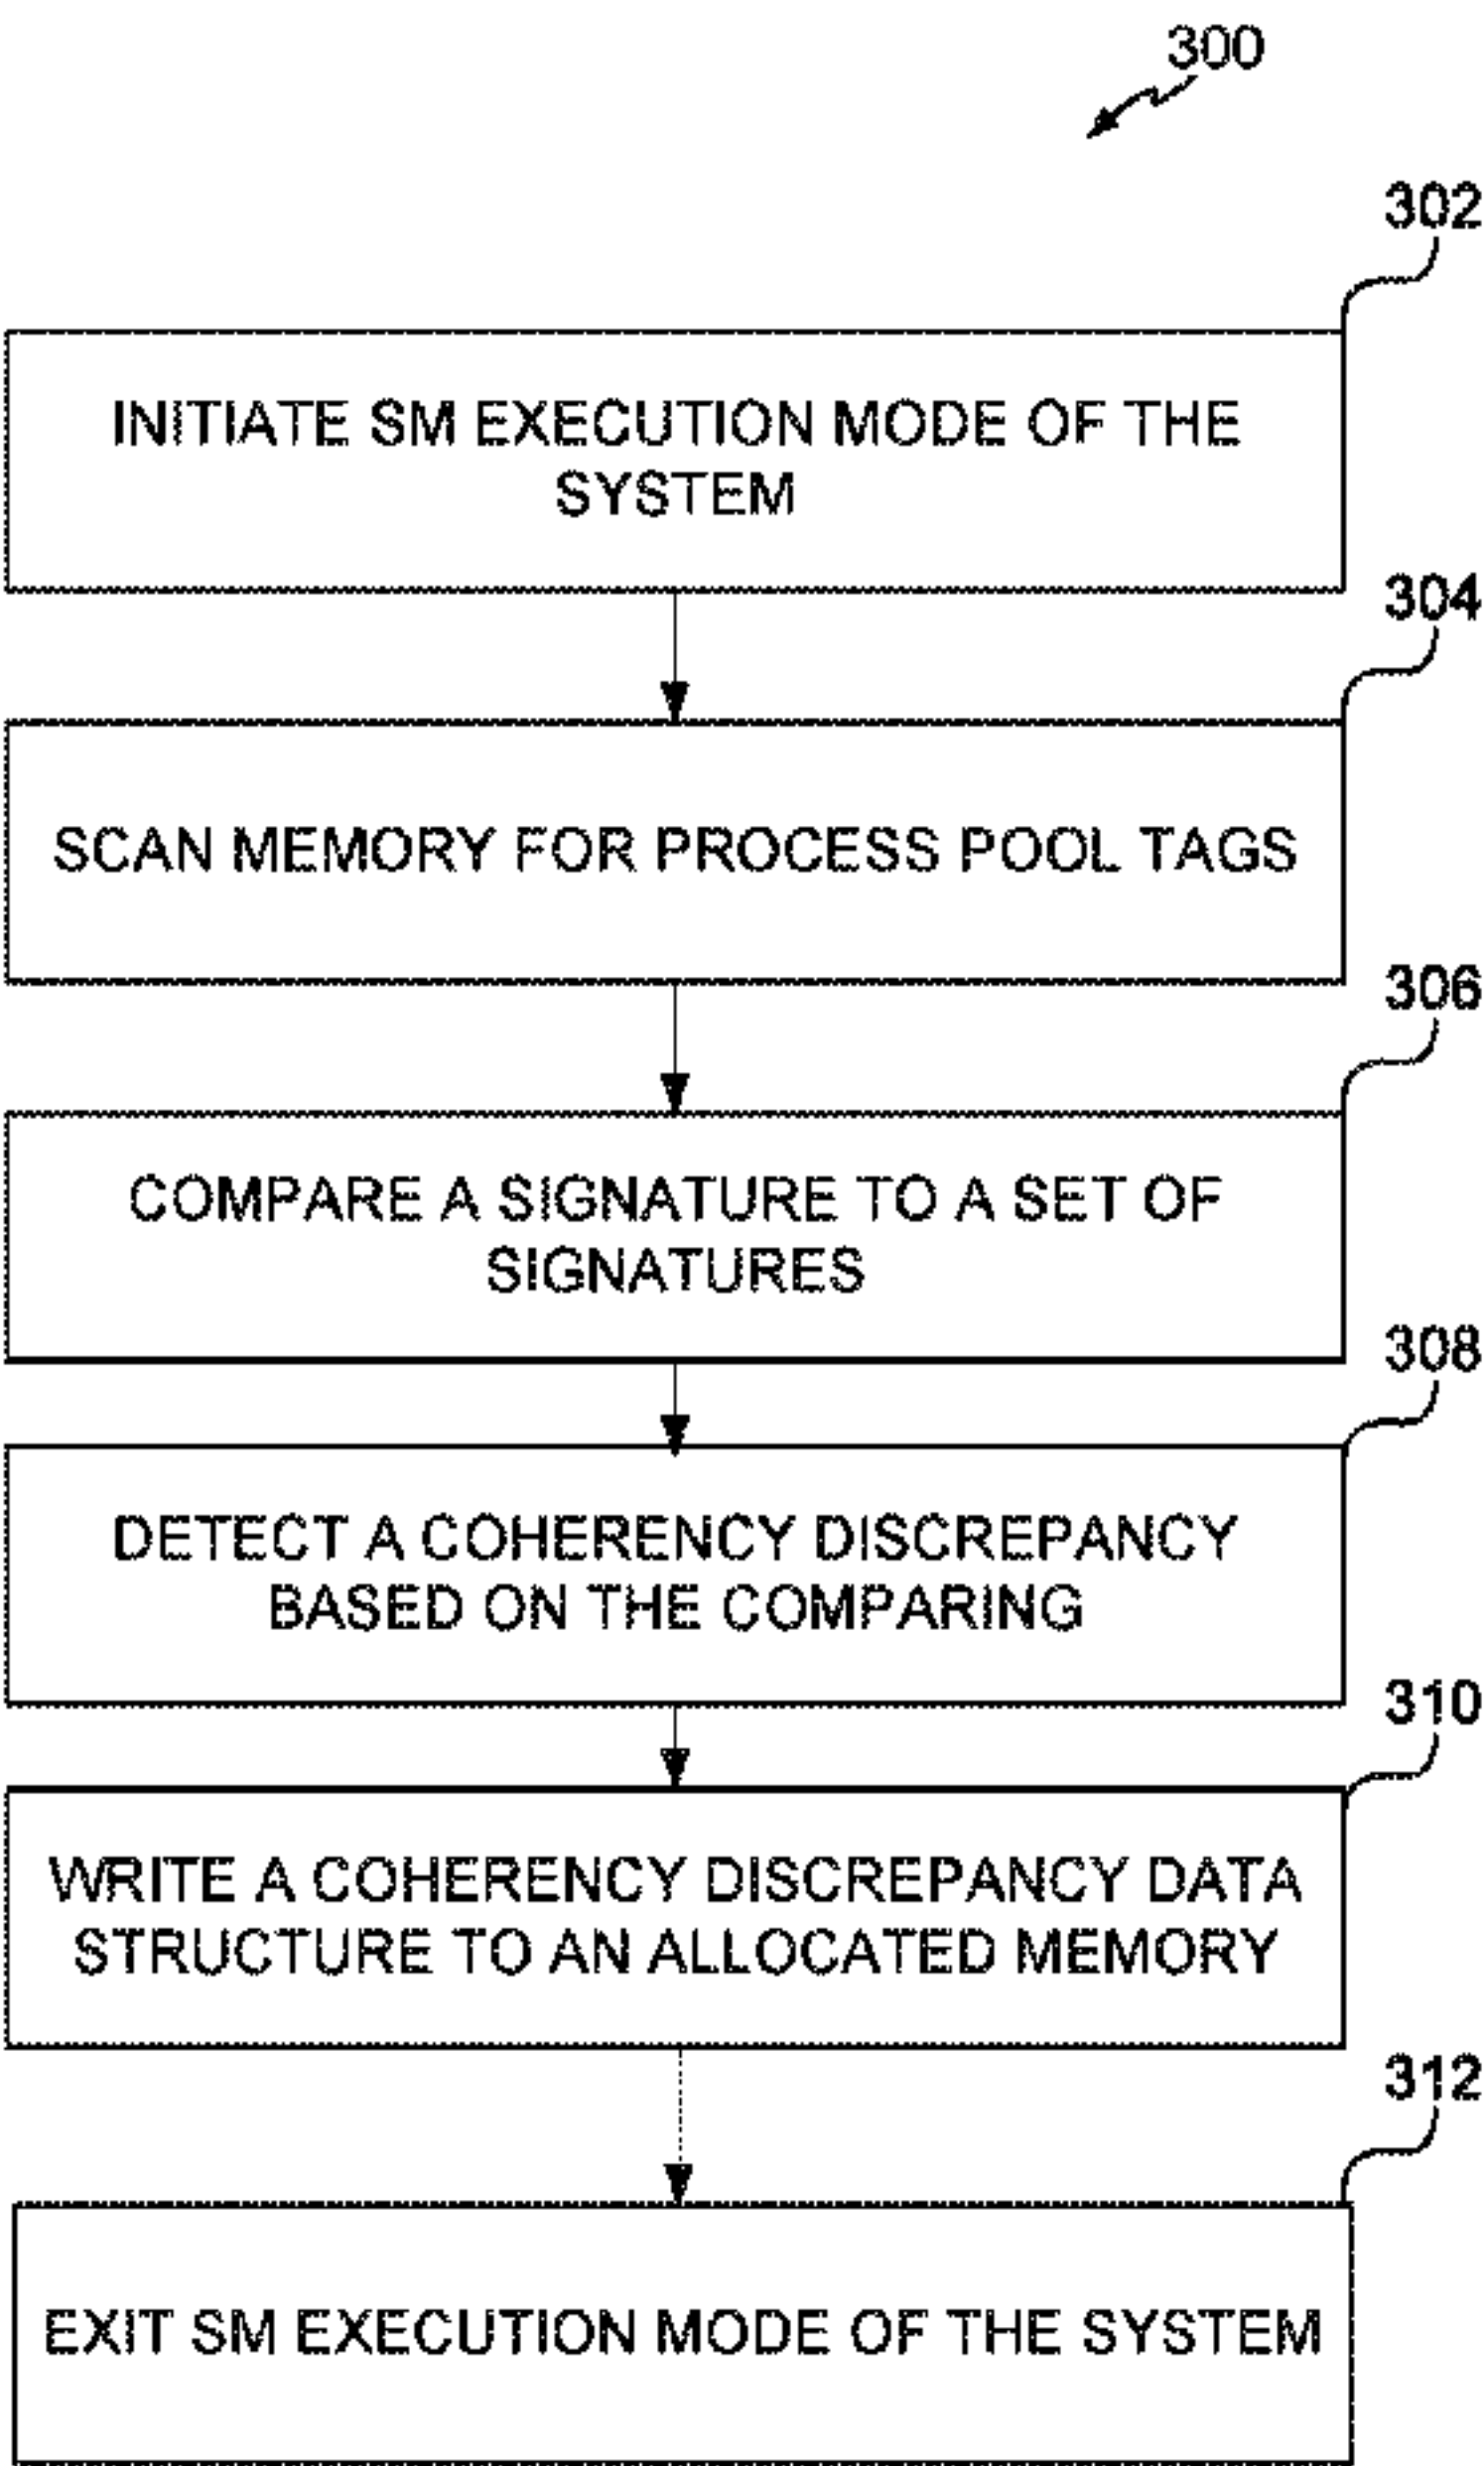 300
302
INITIATE SM EXECUTION MODE OF THE
SYSTEM
304
SCAN MEMORY FOR PROCESS POOL TAGS
306
COMPARE A SIGNATURE TO A SET OF
SIGNATURES
308
DETECT A COHERENCY DISCREPANCY
BASED ON THE COMPARING
310
WRITE A COHERENCY DISCREPANCY DATA
STRUCTURE TO AN ALLOCATED MEMORY
312
EXIT SM EXECUTION MODE OF THE SYSTEM